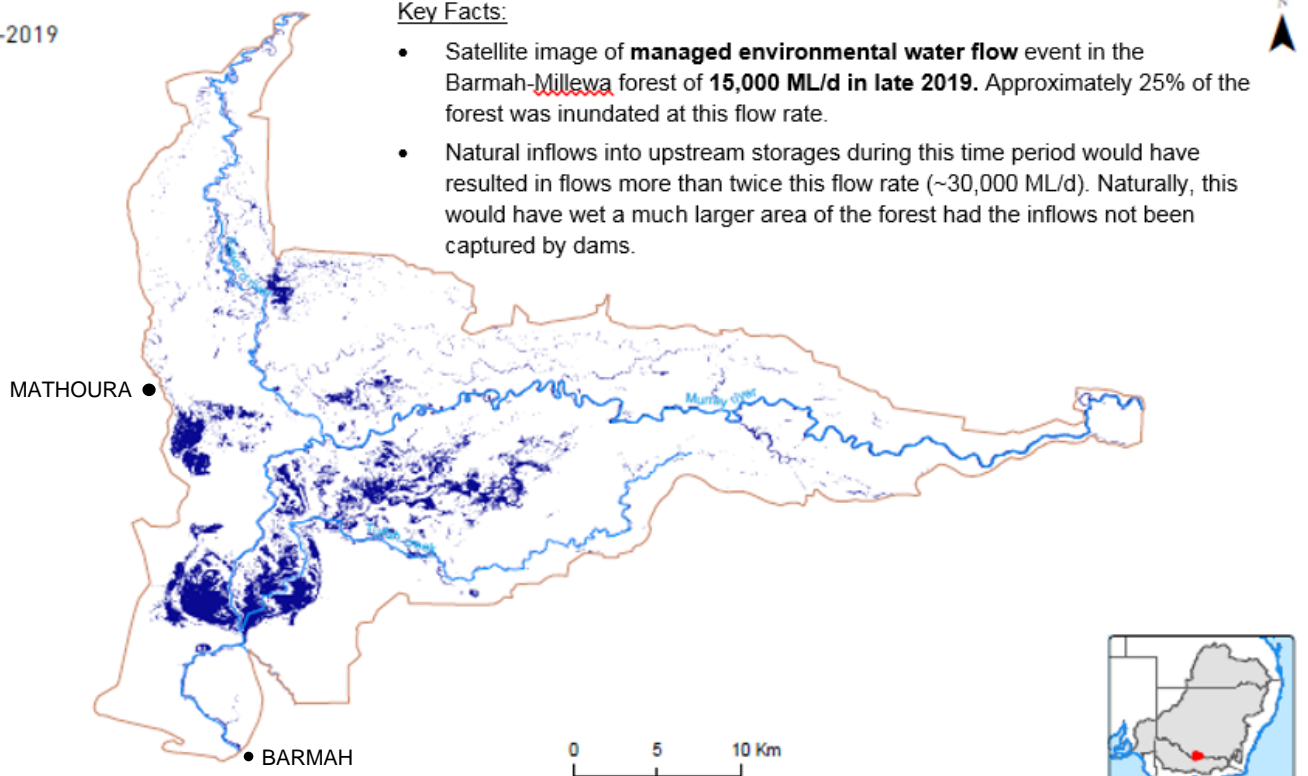 -2019
Key Facts:
N
• Satellite image of managed environmental water flow event in the
Barmah-Millewa forest of 15,000 ML/d in late 2019. Approximately 25% of the
forest was inundated at this flow rate.
• Natural inflows into upstream storages during this time period would have
resulted in flows more than twice this flow rate (~30,000 ML/d). Naturally, this
would have wet a much larger area of the forest had the inflows not been
captured by dams.
MATHOURA
Murray river
BARMAH
0 5 10 Km